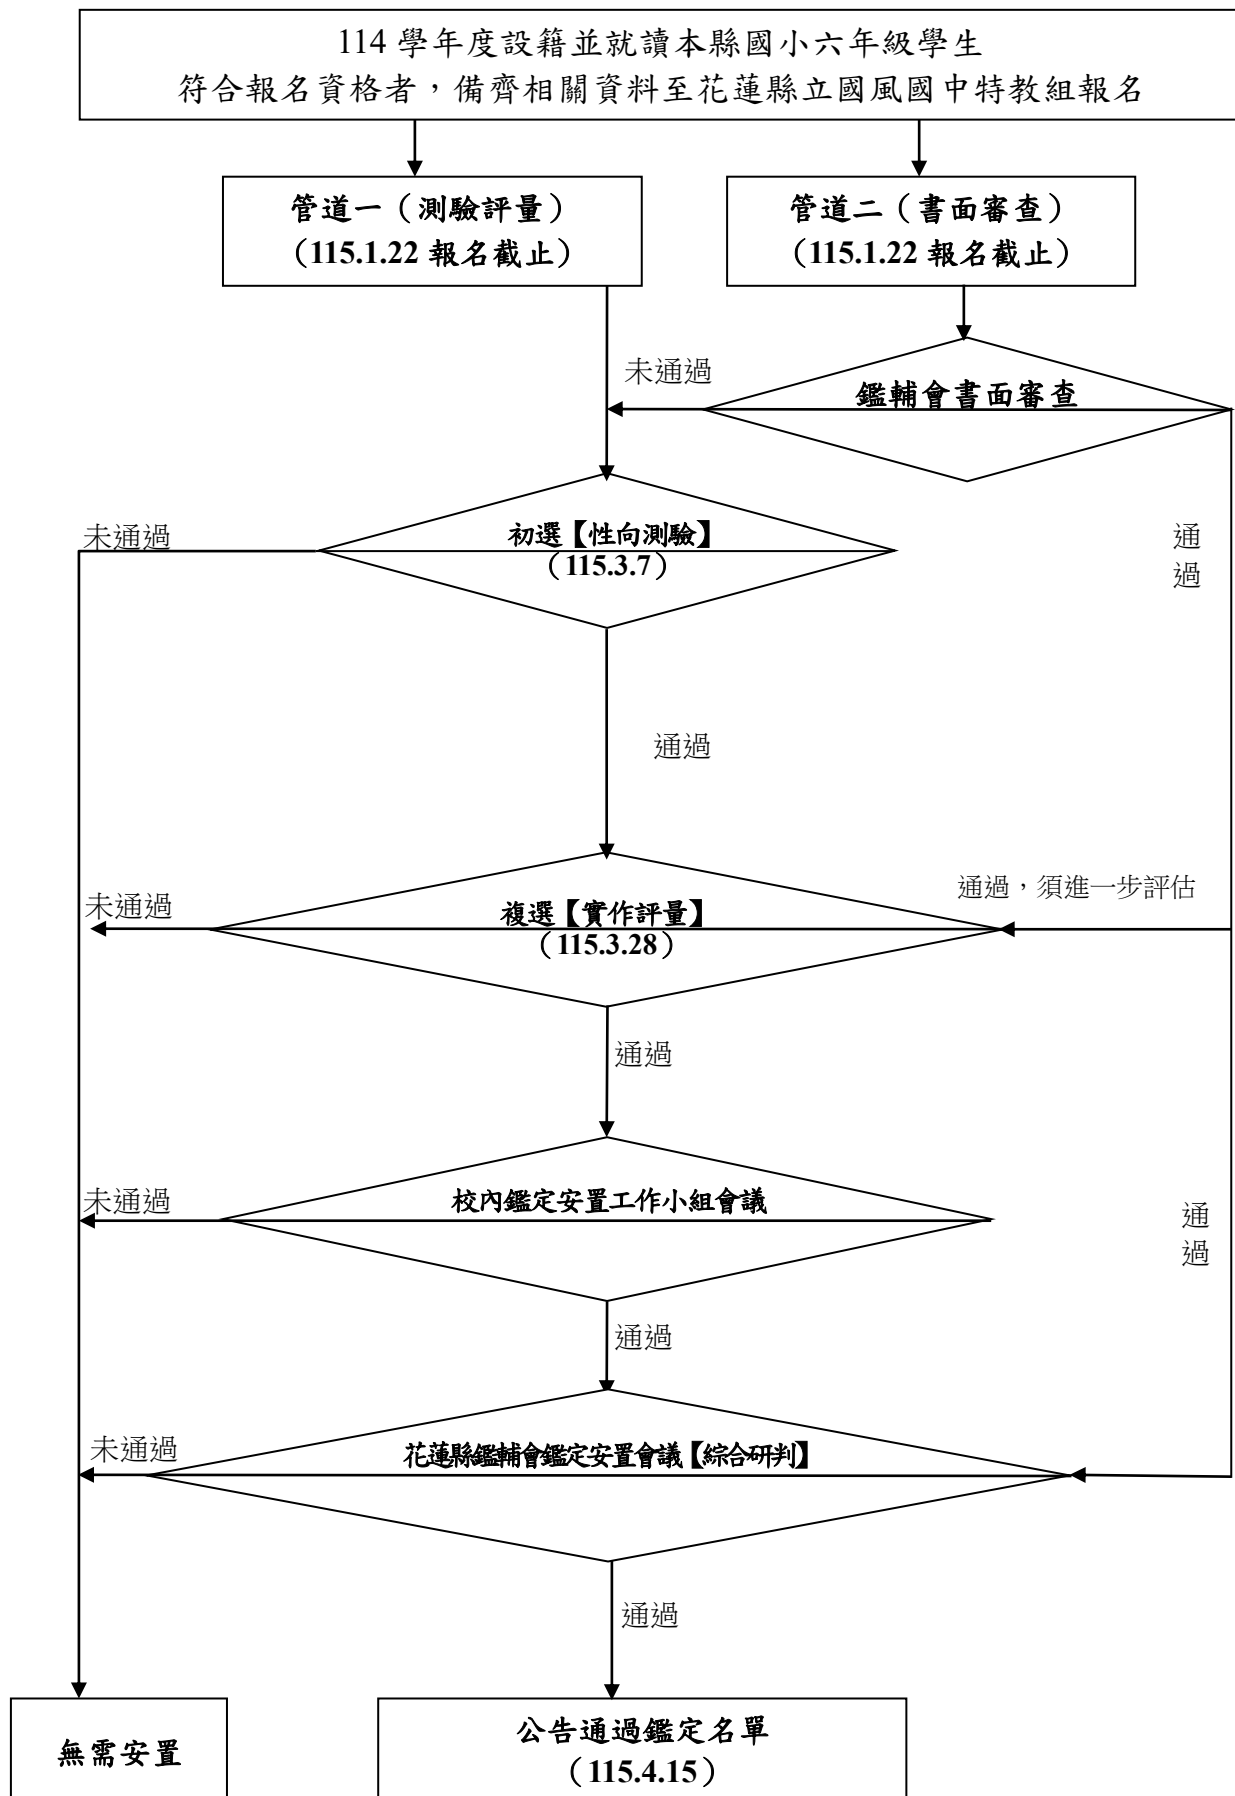 114 學年度設籍並就讀本縣國小六年級學生
符合報名資格者，備齊相關資料至花蓮縣立國風國中特教組報名
管道一（測驗評量）
（115.1.22 報名截止）
管道二（書面審查）
（115.1.22 報名截止）
未通過
鑑輔會書面審查
未通過
初選【性向測驗】
（115.3.7）
通
過
通過
通過，須進一步評估
未通過
複選【實作評量】
（115.3.28）
通過
未通過
校內鑑定安置工作小組會議
通
過
通過
未通過
花蓮縣鑑輔會鑑定安置會議【綜合研判】
通過
無需安置
公告通過鑑定名單
（115.4.15）